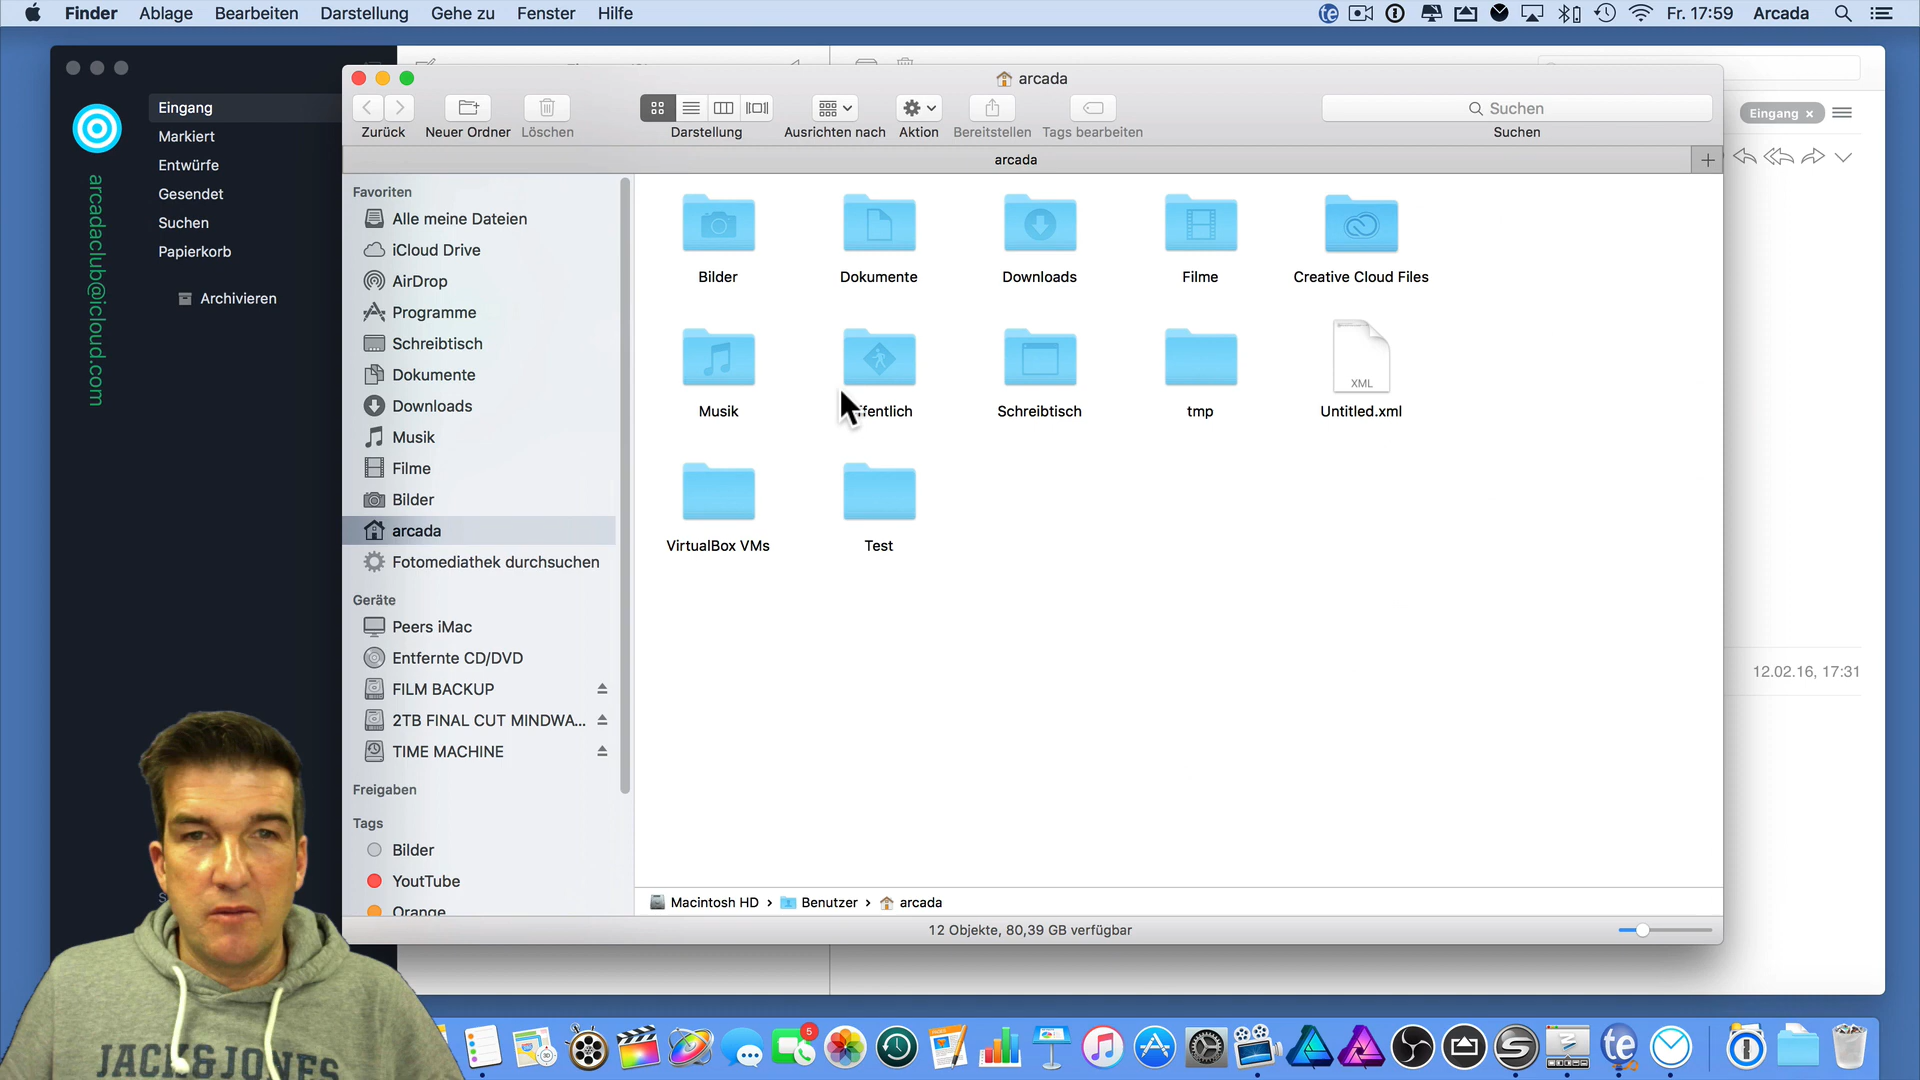 Finder Ablage Bearbeiten Darstellung Gehe zu Fenster Hilfe
te Fr. 17:59 Arcada
Eingang
Markiert
Entwürfe
Gesendet
Suchen
Papierkorb
Archivieren
arcadaclub@icloud.com
arcada
Zurück Neuer Ordner Löschen Darstellung Ausrichten nach Aktion Bereitstellen Tags bearbeiten
Suchen
Suchen
arcada
Favoriten
Alle meine Dateien
iCloud Drive
AirDrop
Programme
Schreibtisch
Dokumente
Downloads
Musik
Filme
Bilder
arcada
Fotomediathek durchsuchen
Geräte
Peers iMac
Entfernte CD/DVD
FILM BACKUP
2TB FINAL CUT MINDWA...
TIME MACHINE
Freigaben
Tags
Bilder
YouTube
Orange
Bilder Dokumente Downloads Filme Creative Cloud Files
XML
Musik ffentlich Schreibtisch tmp Untitled.xml
VirtualBox VMs Test
Macintosh HD › Benutzer › arcada
12 Objekte, 80,39 GB verfügbar
Eingang ×
12.02.16, 17:31
JACK&JONES
5
te